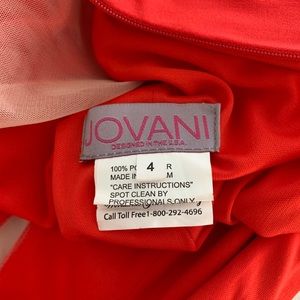 JOVANI
DESIGNED IN THE U.S.A.
100% PO 4 R
MADE IN M
"CARE INSTRUCTIONS"
SPOT CLEAN BY
PROFESSIONALS ONLY
Call Toll Free1-800-292-4696